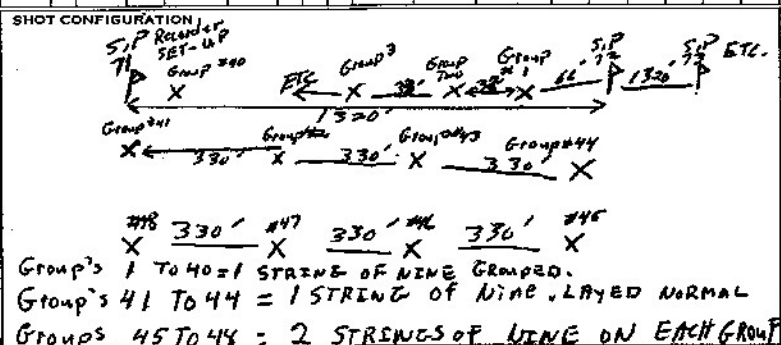 SHOT CONFIGURATION
S.P 71 Recorder SET-UP
Group #40
ETC
Group 3
33'
Group Two
Group #1
66'
S.P 72
1320'
S.P 73
ETC.
1320'
Group #41
330'
330'
Group #43
330'
Group #44
#48 330' #47 330' #46 330' #45
Group's 1 TO 40 = 1 STRING OF NINE GROUPED.
Group's 41 TO 44 = 1 STRING OF NINE, LAYED NORMAL
Groups 45 TO 48 = 2 STRINGS OF NINE ON EACH GROUP